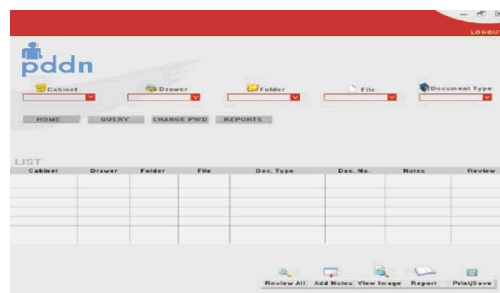 LOGOUT
pddn
Cabinet Drawer Folder File Document Type
HOME QUERY CHANGE PWD REPORTS
LIST
Cabinet Drawer Folder File Doc. Type Doc. No. Notes Review
Review All Add Notes View Image Report Print/Save